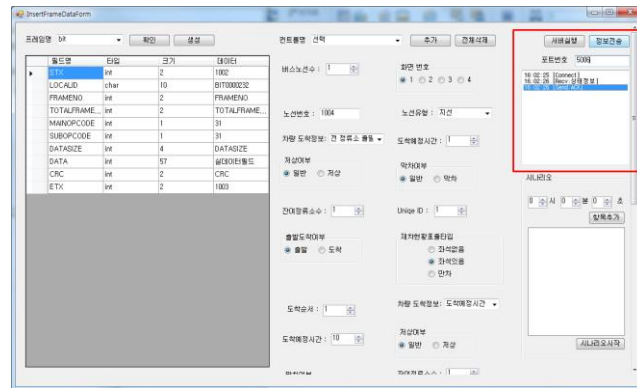 InsertFrameDataForm
프레임명 bit 확인 생성
필드명 타입 크기 데이터
STX int 2 1002
LOCALID char 10 BIT0000232
FRAMENO int 2 FRAMENO
TOTALFRAME... int 2 TOTALFRAME...
MAINOPCODE int 1 31
SUBOPCODE int 1 31
DATASIZE int 4 DATASIZE
DATA int 57 실데이터필드
CRC int 2 CRC
ETX int 2 1003
컨트롤명 선택 추가 전체삭제
버스노선수 : 1
화면 번호
1 2 3 4
노선번호 : 1004 노선유형 : 지선
차량 도착정보: 전 정류소 출발 도착예정시간 : 1
저상여부
일반 저상
막차여부
일반 막차
잔여정류소수 : 1 Uniqe ID : 1
출발도착여부
출발 도착
재차현황표출타입
좌석없음
좌석있음
만차
도착순서 : 1 차량 도착정보: 도착예정시간
도착예정시간 : 10
저상여부
일반 저상
서버실행 정보전송
포트번호
16:02:25 [Connect]
16:02:26 [Recv:상태정보]
16:02:26 [Send:ACK]
시나리오
0 시 0 분 0 초
항목추가
시나리오시작